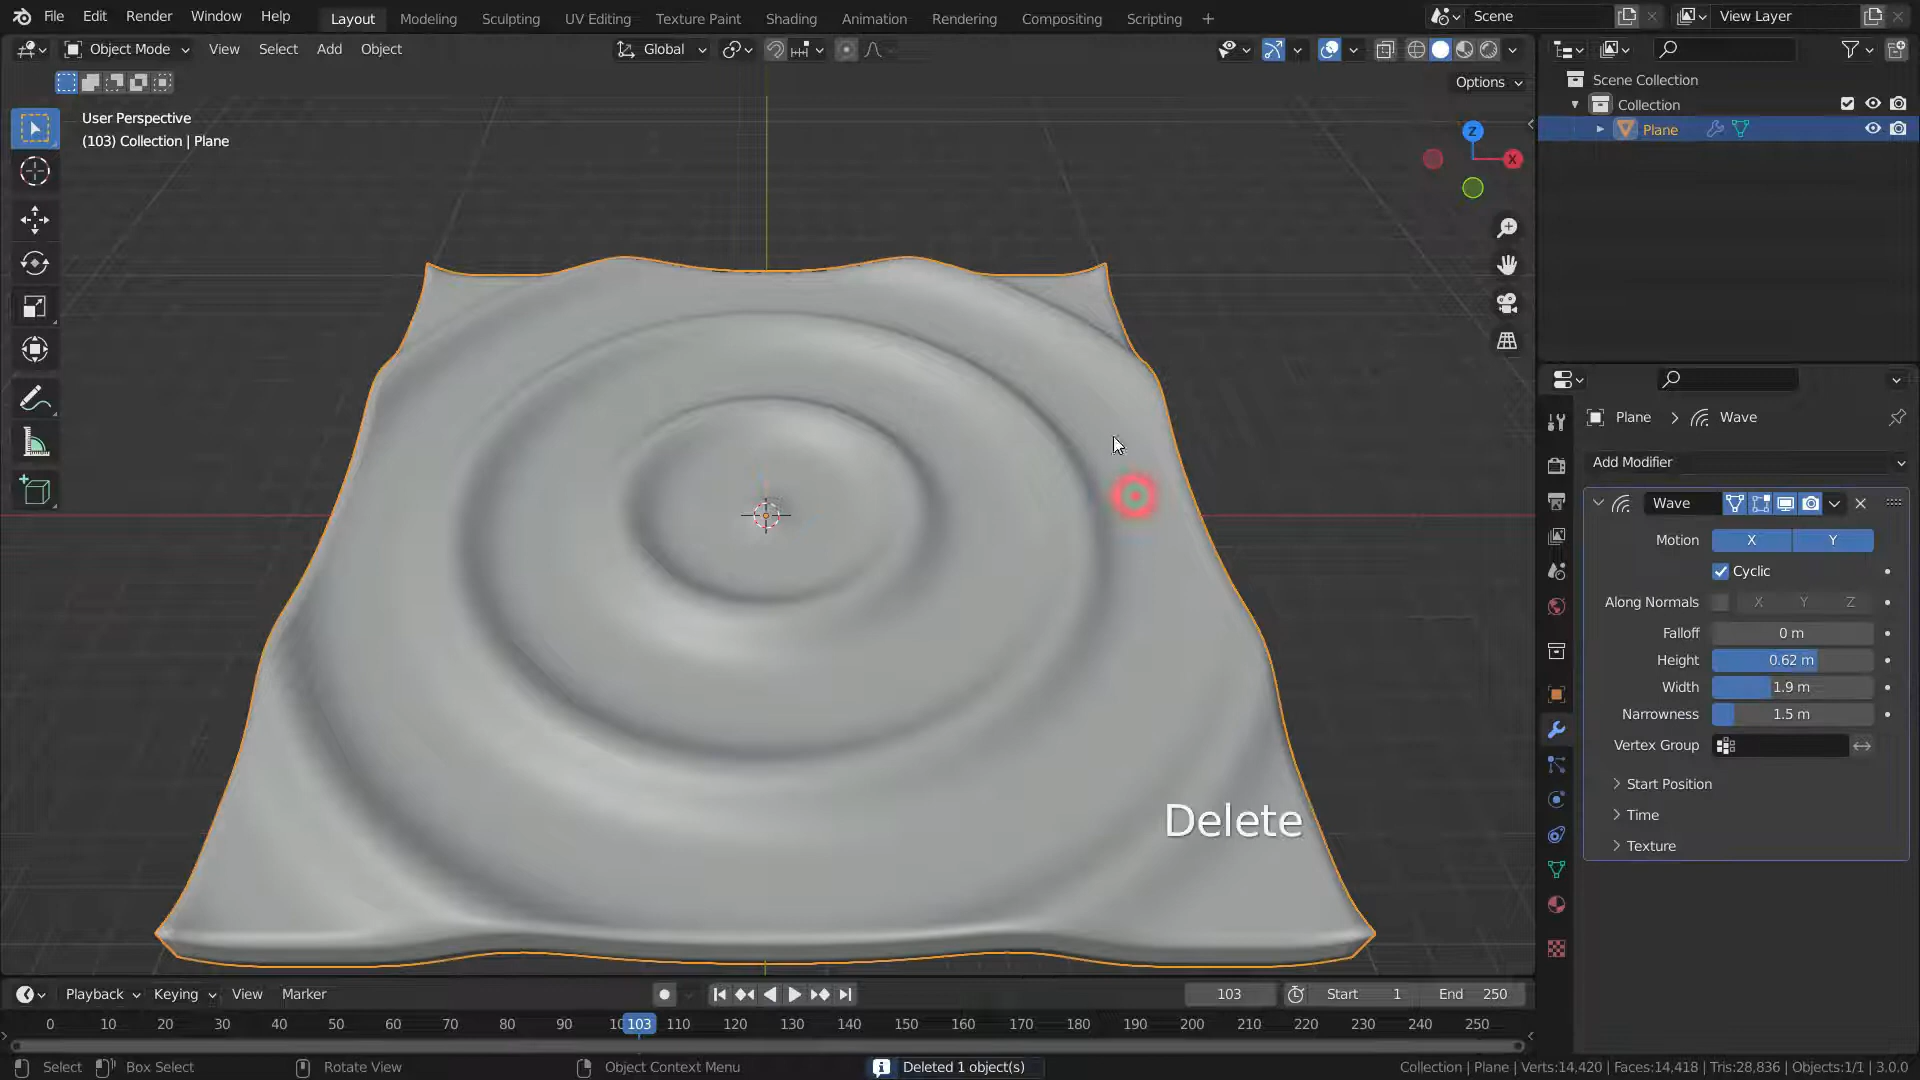 File Edit Render Window Help Layout Modeling Sculpting UV Editing Texture Paint Shading Animation Rendering Compositing Scripting + Scene View Layer
Object Mode View Select Add Object Global
Options
User Perspective
(103) Collection | Plane
Z
X
Scene Collection
Collection
Plane
Plane > Wave
Add Modifier
Wave
Motion X Y
Cyclic
Along Normals X Y Z
Falloff 0 m
Height 0.62 m
Width 1.9 m
Narrowness 1.5 m
Vertex Group
Start Position
Time
Texture
Delete
Playback Keying View Marker 103 Start 1 End 250
0 10 20 30 40 50 60 70 80 90 103 110 120 130 140 150 160 170 180 190 200 210 220 230 240 250
Select Box Select Rotate View Object Context Menu Deleted 1 object(s) Collection | Plane | Verts:14,420 | Faces:14,418 | Tris:28,836 | Objects:1/1 | 3.0.0